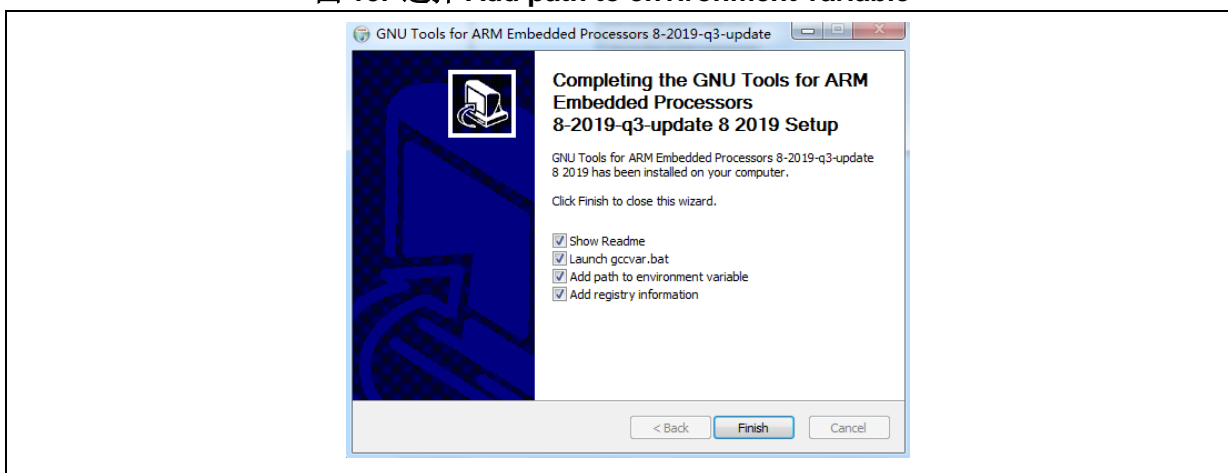 GNU Tools for ARM Embedded Processors 8-2019-q3-update
Completing the GNU Tools for ARM
Embedded Processors
8-2019-q3-update 8 2019 Setup
GNU Tools for ARM Embedded Processors 8-2019-q3-update
8 2019 has been installed on your computer.
Click Finish to close this wizard.
Show Readme
Launch gccvar.bat
Add path to environment variable
Add registry information
< Back
Finish
Cancel